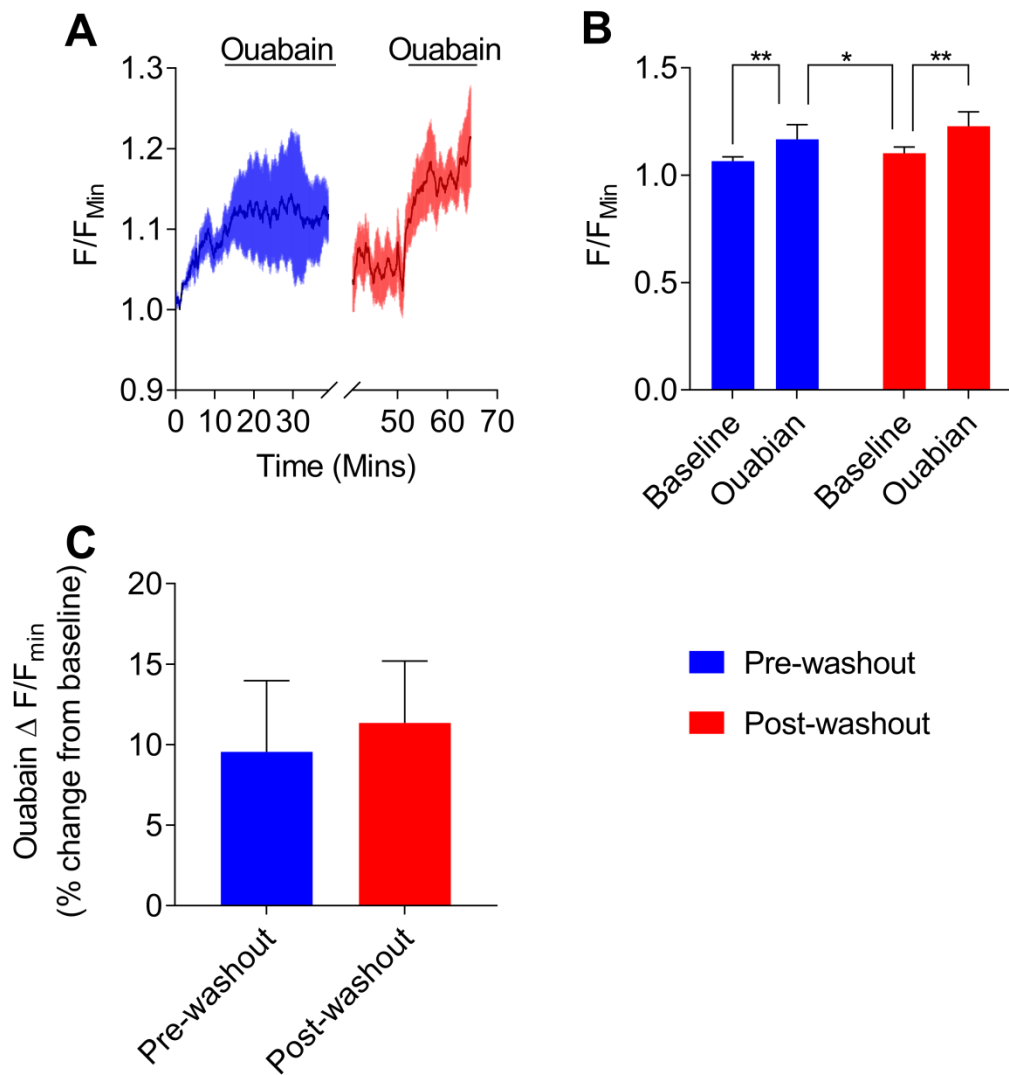 A
Ouabain
Ouabain
1.3
1.2
1.1
1.0
0.9
F/FMin
0
10
20
30
50
60
70
Time (Mins)
B
**
*
**
1.5
1.0
0.5
0.0
F/FMin
Baseline
Ouabian
Baseline
Ouabian
C
20
15
10
5
0
Ouabain Δ F/Fmin
(% change from baseline)
Pre-washout
Post-washout
Pre-washout
Post-washout